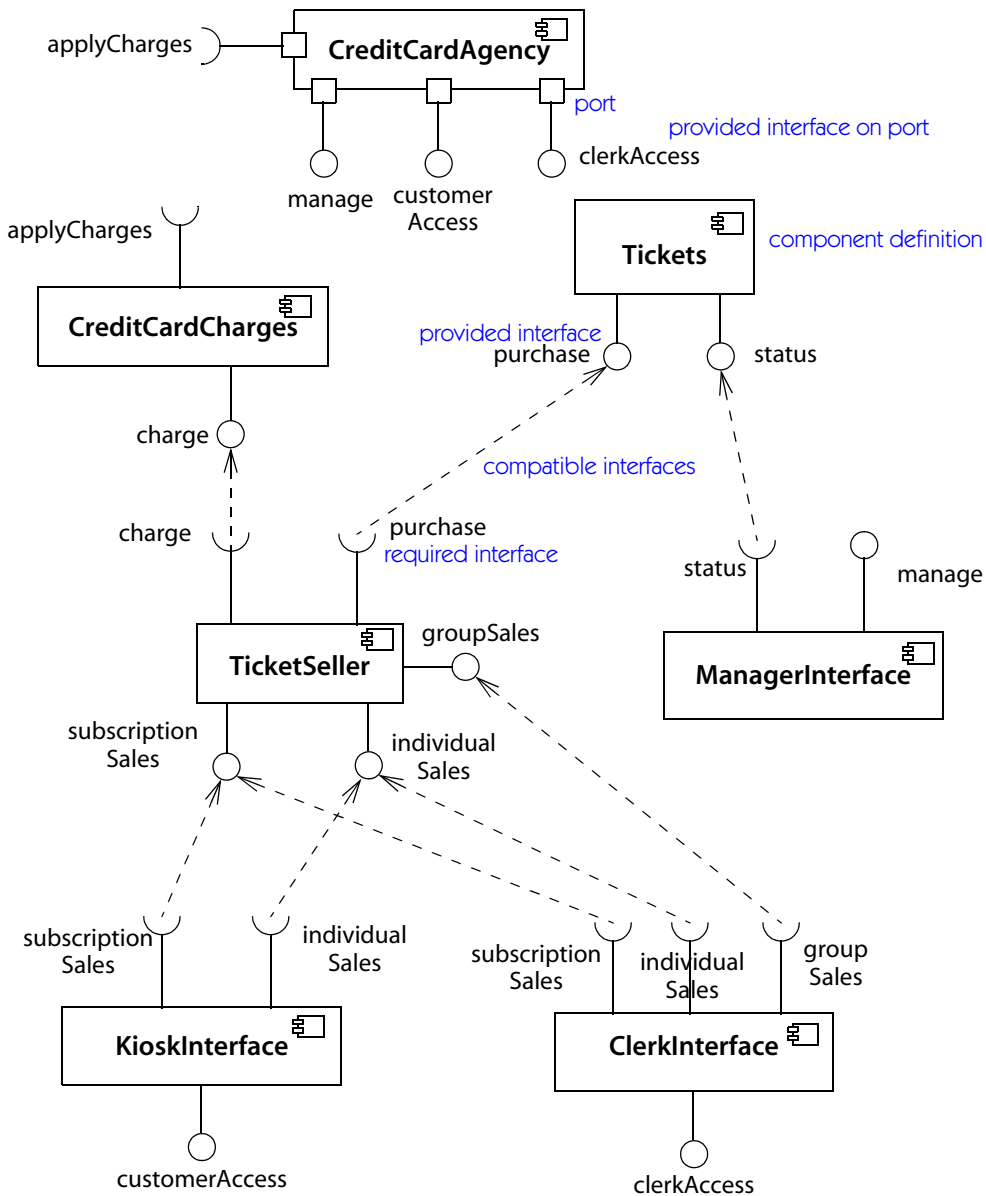 applyCharges
CreditCardAgency
port
provided interface on port
clerkAccess
manage
customer
Access
applyCharges
Tickets
component definition
CreditCardCharges
provided interface
purchase
status
charge
compatible interfaces
charge
purchase
required interface
status
manage
groupSales
TicketSeller
ManagerInterface
subscription
Sales
individual
Sales
subscription
Sales
individual
Sales
subscription
Sales
individual
Sales
group
Sales
KioskInterface
ClerkInterface
customerAccess
clerkAccess